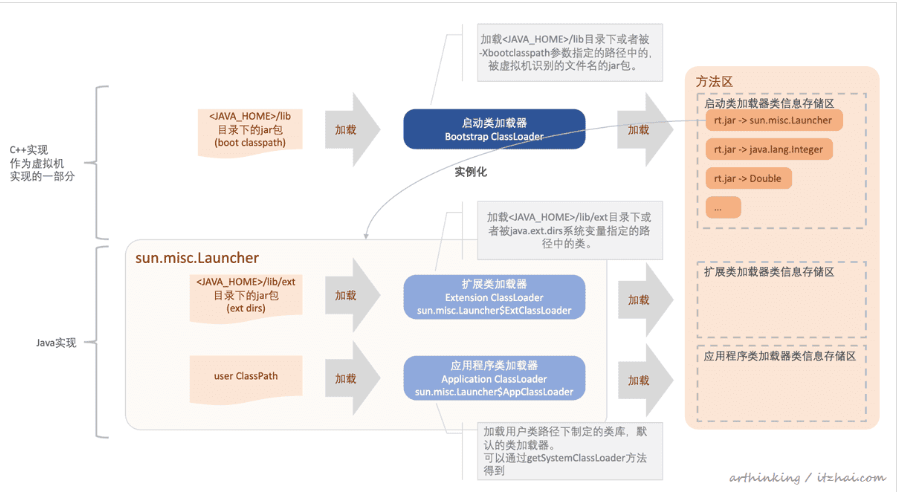 加载<JAVA_HOME>/lib目录下或者被
-Xbootclasspath参数指定的路径中的,
被虚拟机识别的文件名的jar包。
方法区
启动类加载器类信息存储区
<JAVA_HOME>/lib
目录下的jar包
(boot classpath)
加载
启动类加载器
Bootstrap ClassLoader
加载
rt.jar -> sun.misc.Launcher
rt.jar -> java.lang.Integer
rt.jar -> Double
...
C++实现
作为虚拟机
实现的一部分
实例化
加载<JAVA_HOME>/lib/ext目录下或
者被java.ext.dirs系统变量指定的路
径中的类。
sun.misc.Launcher
<JAVA_HOME>/lib/ext
目录下的jar包
(ext dirs)
加载
扩展类加载器
Extension ClassLoader
sun.misc.Launcher$ExtClassLoader
加载
扩展类加载器类信息存储区
Java实现
user ClassPath
加载
应用程序类加载器
Application ClassLoader
sun.misc.Launcher$AppClassLoader
加载
应用程序类加载器类信息存储区
加载用户类路径下制定的类库，默
认的类加载器。
可以通过getSystemClassLoader方法
得到
arthinking / itzhai.com